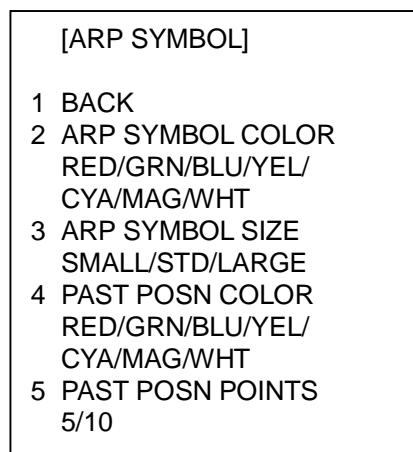 [ARP SYMBOL]
1 BACK
2 ARP SYMBOL COLOR
RED/GRN/BLU/YEL/
CYA/MAG/WHT
3 ARP SYMBOL SIZE
SMALL/STD/LARGE
4 PAST POSN COLOR
RED/GRN/BLU/YEL/
CYA/MAG/WHT
5 PAST POSN POINTS
5/10